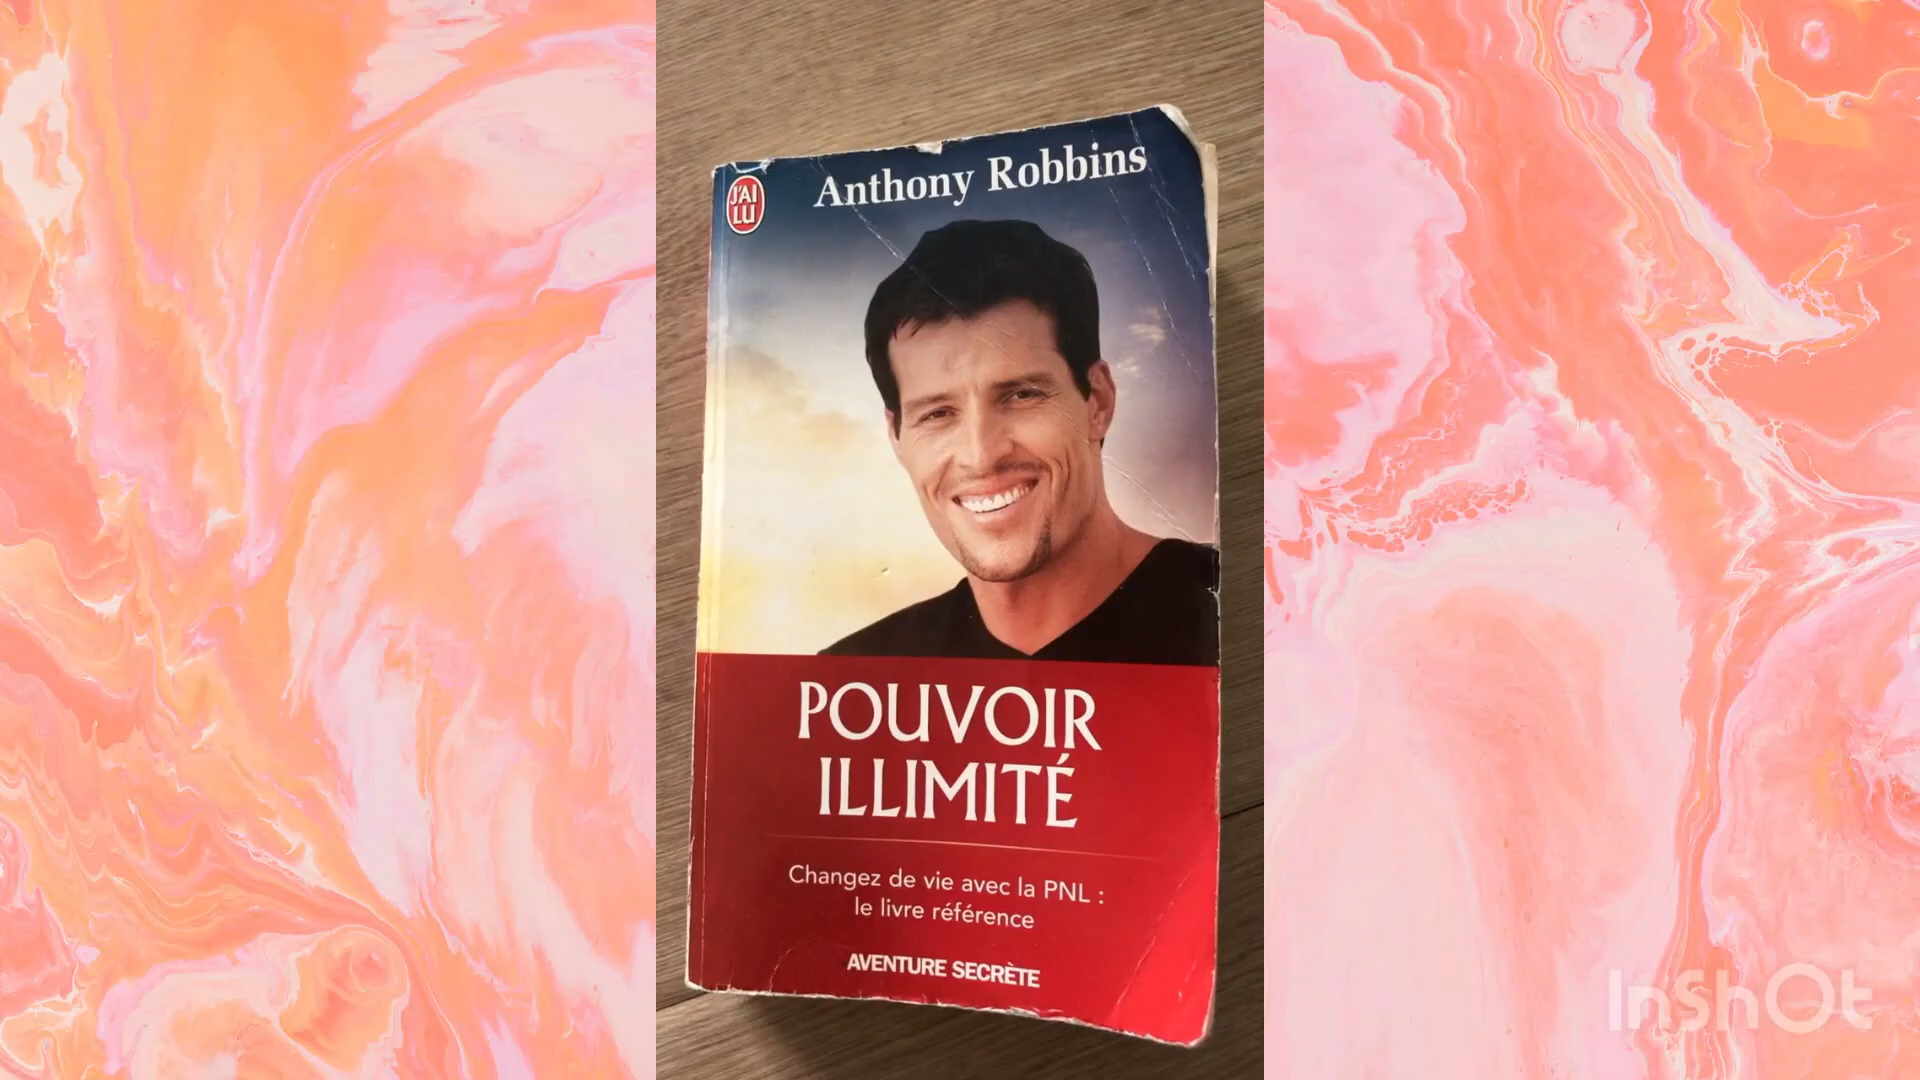 Anthony Robbins
J'AI
LU
POUVOIR
ILLIMITÉ
Changez de vie avec la PNL :
le livre référence
AVENTURE SECRÈTE
InShOt